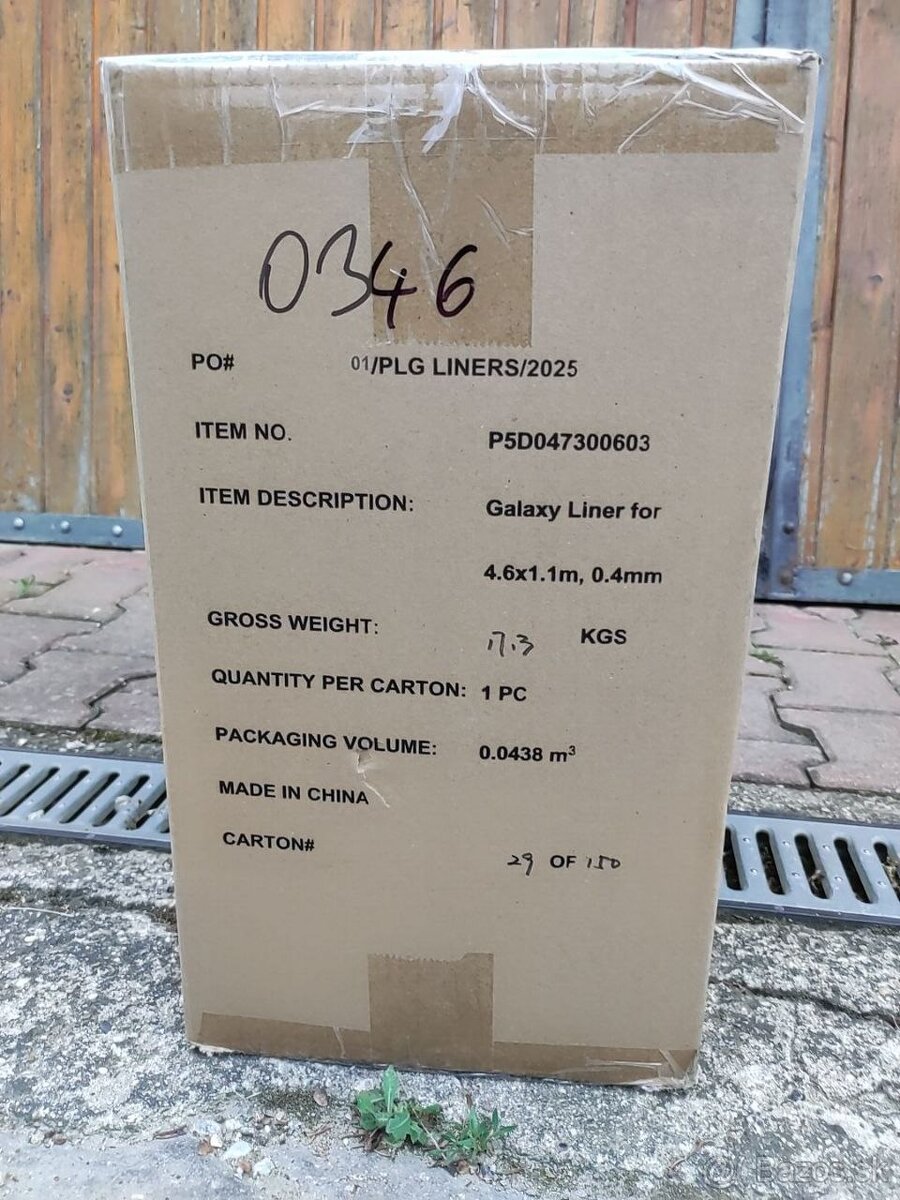 0346
PO# 01/PLG LINERS/2025
ITEM NO. P5D047300603
ITEM DESCRIPTION: Galaxy Liner for
4.6x1.1m, 0.4mm
GROSS WEIGHT: 17.3 KGS
QUANTITY PER CARTON: 1 PC
PACKAGING VOLUME: 0.0438 m³
MADE IN CHINA
CARTON# 29 OF 150
Bazos.sk